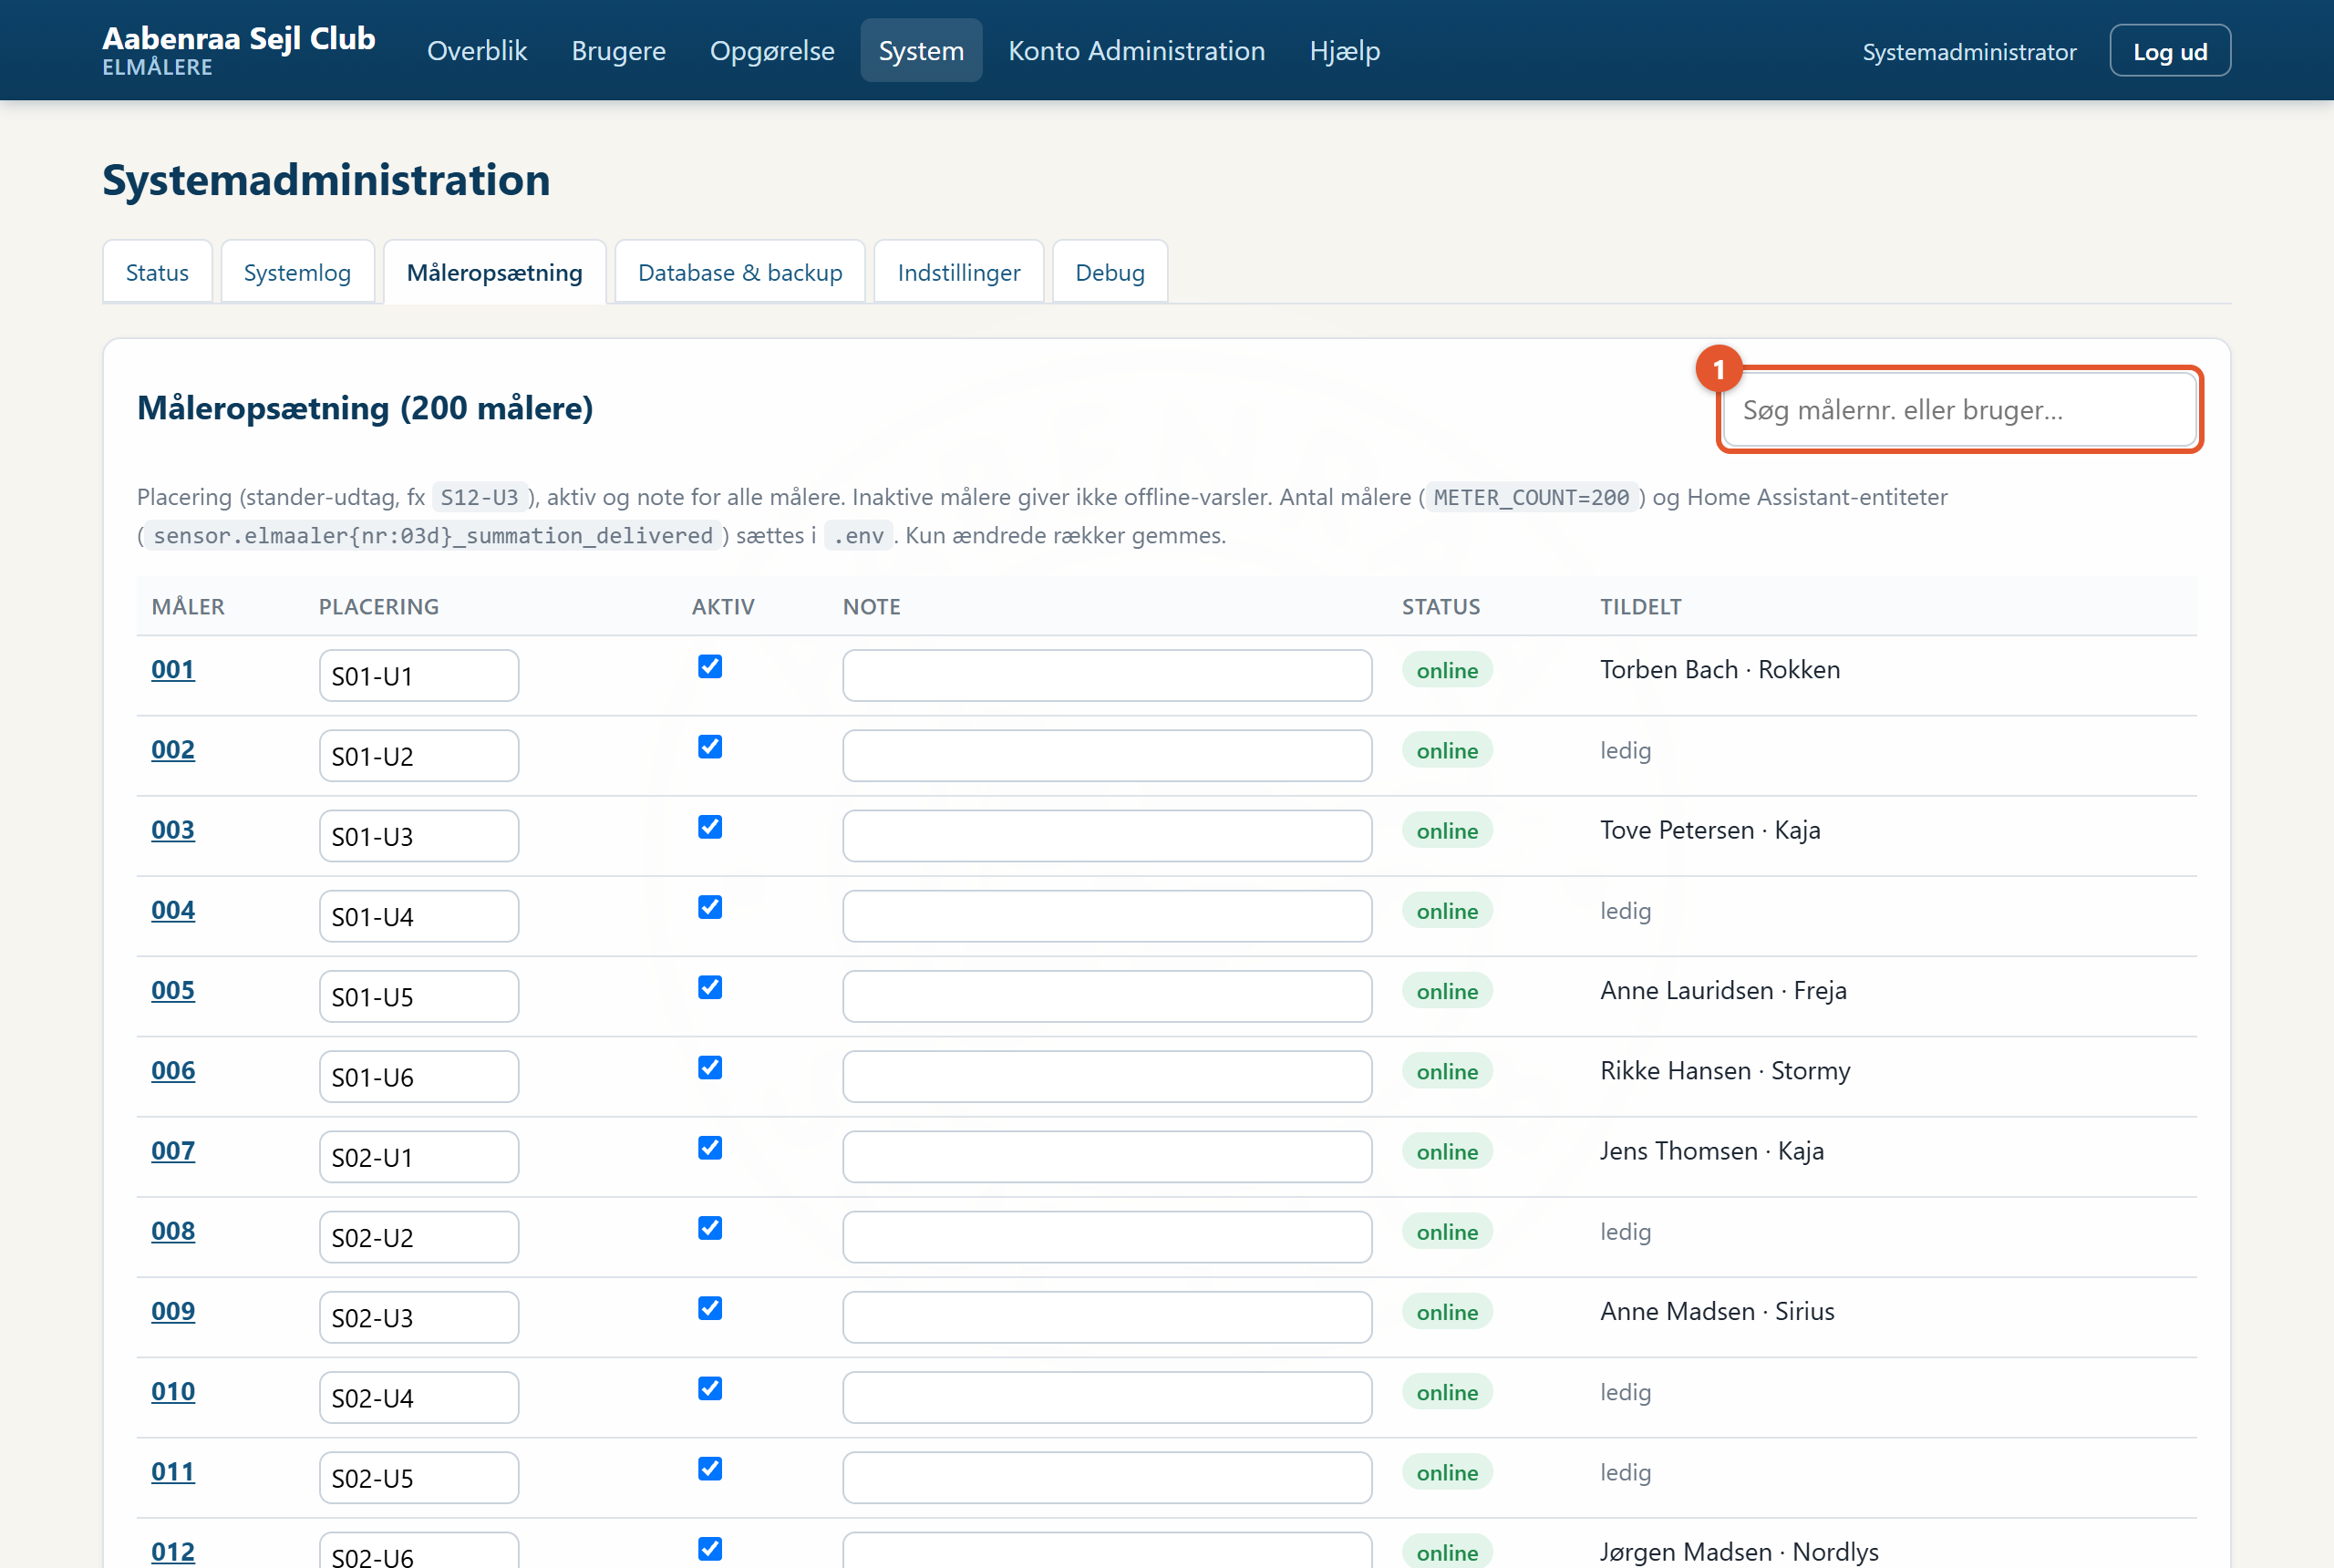 Aabenraa Sejl Club
ELMÅLERE
Overblik
Brugere
Opgørelse
System
Konto Administration
Hjælp
Systemadministrator
Log ud
Systemadministration
Status
Systemlog
Måleropsætning
Database & backup
Indstillinger
Debug
Måleropsætning (200 målere)
1
Søg målernr. eller bruger...
Placering (stander-udtag, fx S12-U3), aktiv og note for alle målere. Inaktive målere giver ikke offline-varsler. Antal målere (METER_COUNT=200) og Home Assistant-entiteter
(sensor.elmaaler{nr:03d}_summation_delivered) sættes i .env. Kun ændrede rækker gemmes.
MÅLER PLACERING AKTIV NOTE STATUS TILDELT
001 S01-U1 online Torben Bach · Rokken
002 S01-U2 online ledig
003 S01-U3 online Tove Petersen · Kaja
004 S01-U4 online ledig
005 S01-U5 online Anne Lauridsen · Freja
006 S01-U6 online Rikke Hansen · Stormy
007 S02-U1 online Jens Thomsen · Kaja
008 S02-U2 online ledig
009 S02-U3 online Anne Madsen · Sirius
010 S02-U4 online ledig
011 S02-U5 online ledig
012 S02-U6 online Jørgen Madsen · Nordlys